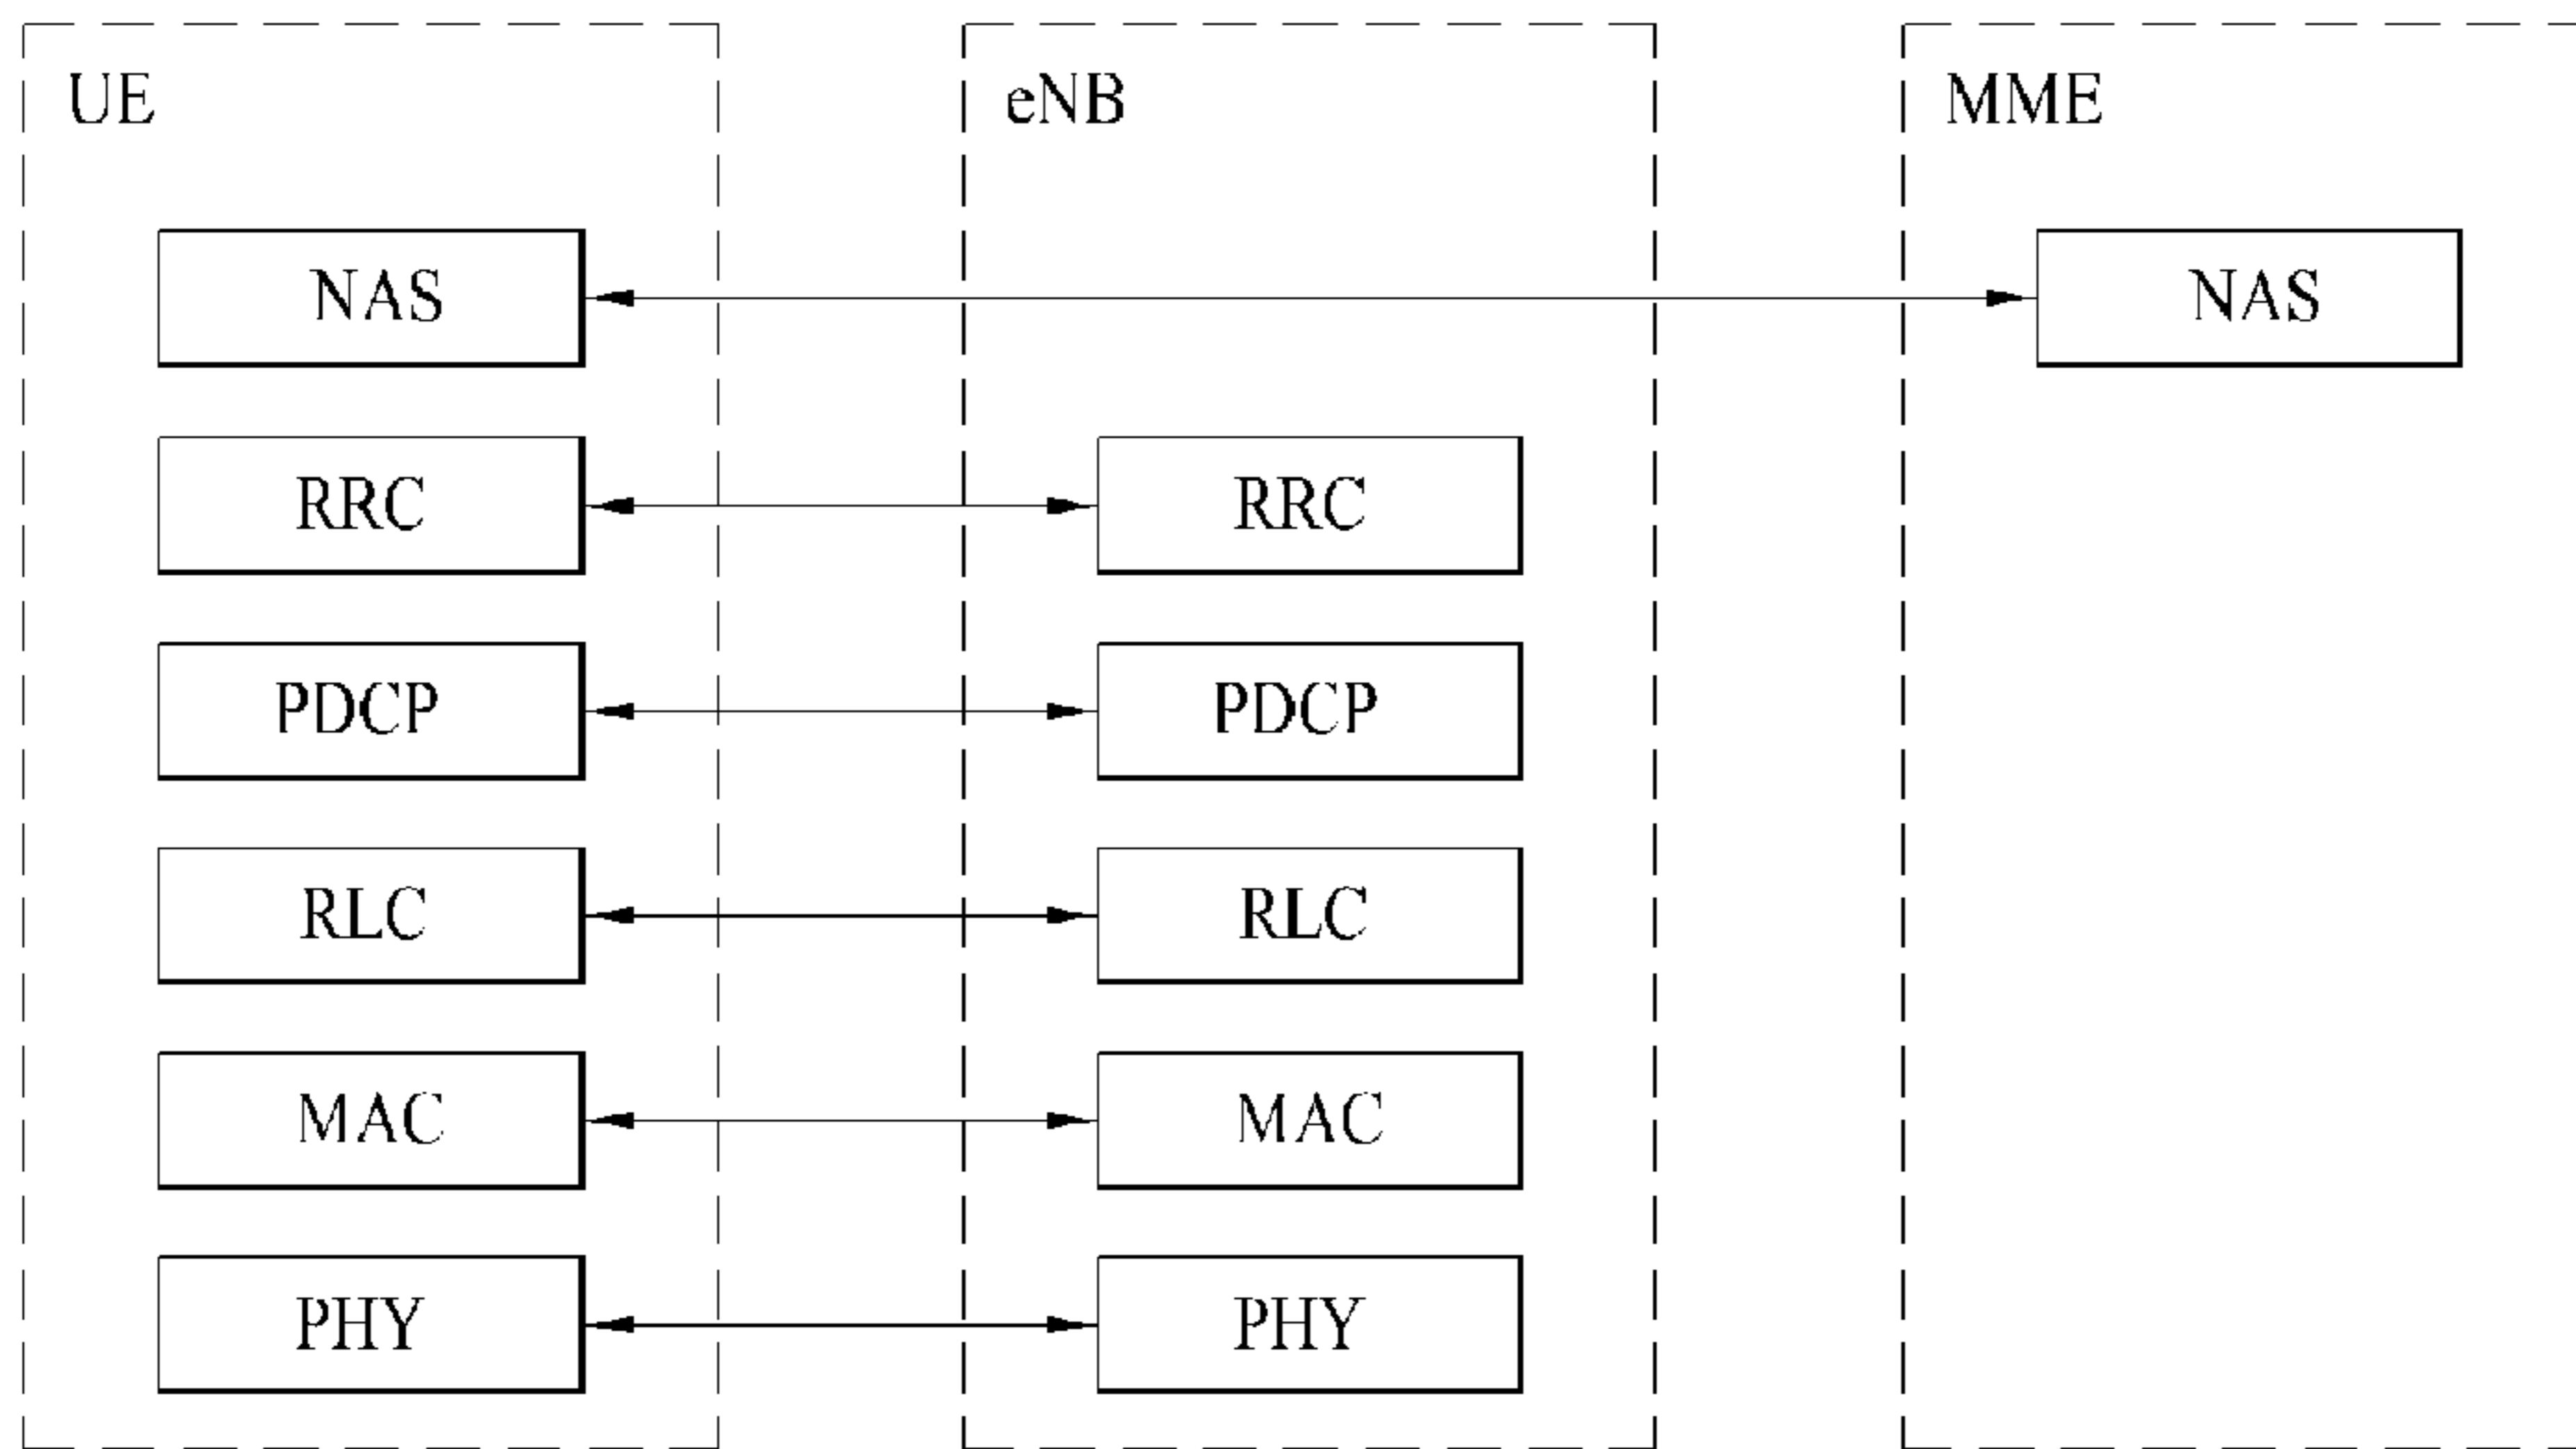 UE eNB MME
NAS NAS
RRC RRC
PDCP PDCP
RLC RLC
MAC MAC
PHY PHY